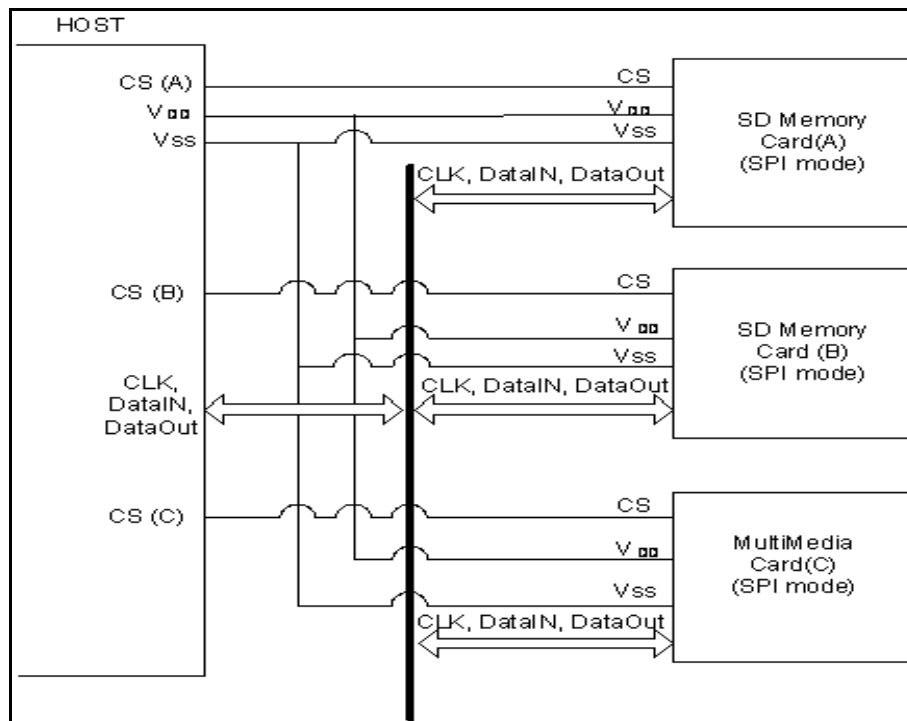 HOST
CS (A)
VDD
Vss
CS
VDD
Vss
SD Memory
Card(A)
(SPI mode)
CLK, DataIN, DataOut
CS (B)
CS
VDD
Vss
SD Memory
Card (B)
(SPI mode)
CLK,
DataIN,
DataOut
CLK, DataIN, DataOut
CS (C)
CS
VDD
Vss
MultiMedia
Card(C)
(SPI mode)
CLK, DataIN, DataOut